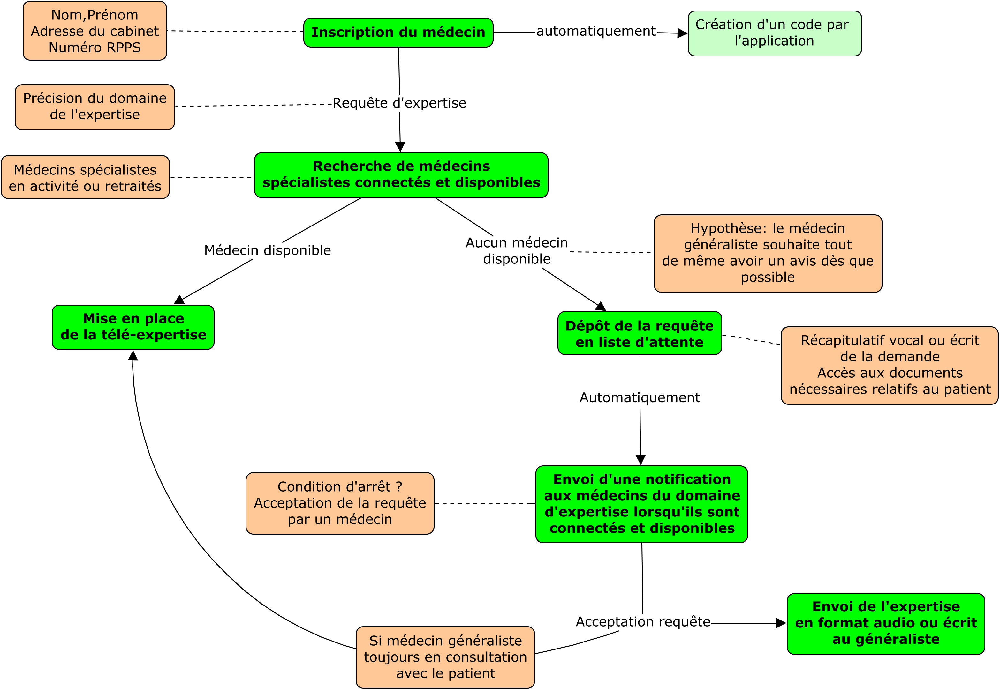 Nom,Prénom
Adresse du cabinet
Numéro RPPS
Inscription du médecin
automatiquement
Création d'un code par
l'application
Précision du domaine
de l'expertise
Requête d'expertise
Médecins spécialistes
en activité ou retraités
Recherche de médecins
spécialistes connectés et disponibles
Médecin disponible
Aucun médecin
disponible
Hypothèse: le médecin
généraliste souhaite tout
de même avoir un avis dès que
possible
Mise en place
de la télé-expertise
Dépôt de la requête
en liste d'attente
Récapitulatif vocal ou écrit
de la demande
Accès aux documents
nécessaires relatifs au patient
Automatiquement
Condition d'arrêt ?
Acceptation de la requête
par un médecin
Envoi d'une notification
aux médecins du domaine
d'expertise lorsqu'ils sont
connectés et disponibles
Acceptation requête
Envoi de l'expertise
en format audio ou écrit
au généraliste
Si médecin généraliste
toujours en consultation
avec le patient